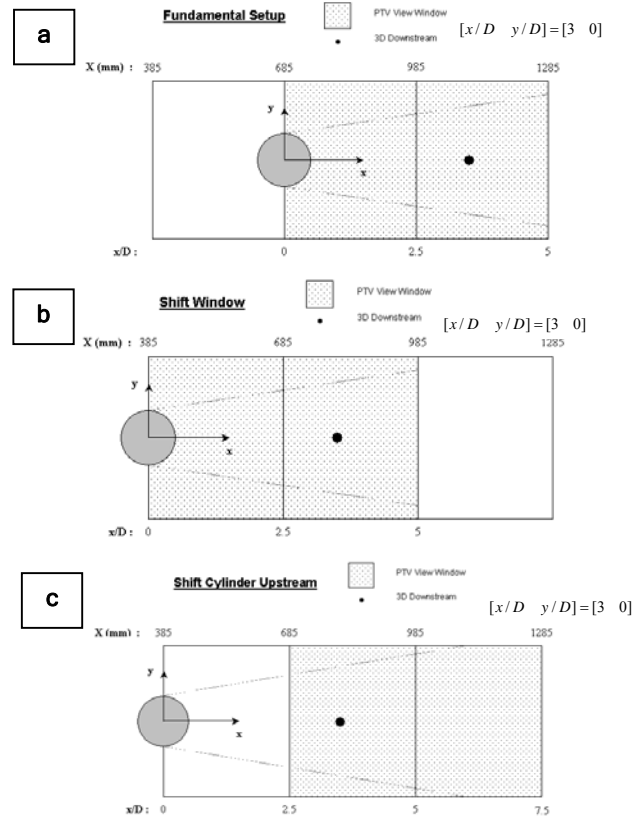 a
Fundamental Setup
PTV View Window
3D Downstream
[x/D y/D]=[3 0]
X (mm) : 385 685 985 1285
y
x
x/D : 0 2.5 5
b
Shift Window
PTV View Window
3D Downstream
[x/D y/D]=[3 0]
X (mm) : 385 685 985 1285
y
x
x/D : 0 2.5 5
c
Shift Cylinder Upstream
PTV View Window
3D Downstream
[x/D y/D]=[3 0]
X (mm) : 385 685 985 1285
y
x
x/D : 0 2.5 5 7.5